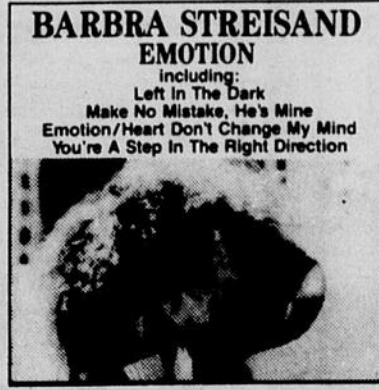 BARBRA STREISAND
EMOTION
including:
Left In The Dark
Make No Mistake, He's Mine
Emotion/Heart Don't Change My Mind
You're A Step In The Right Direction